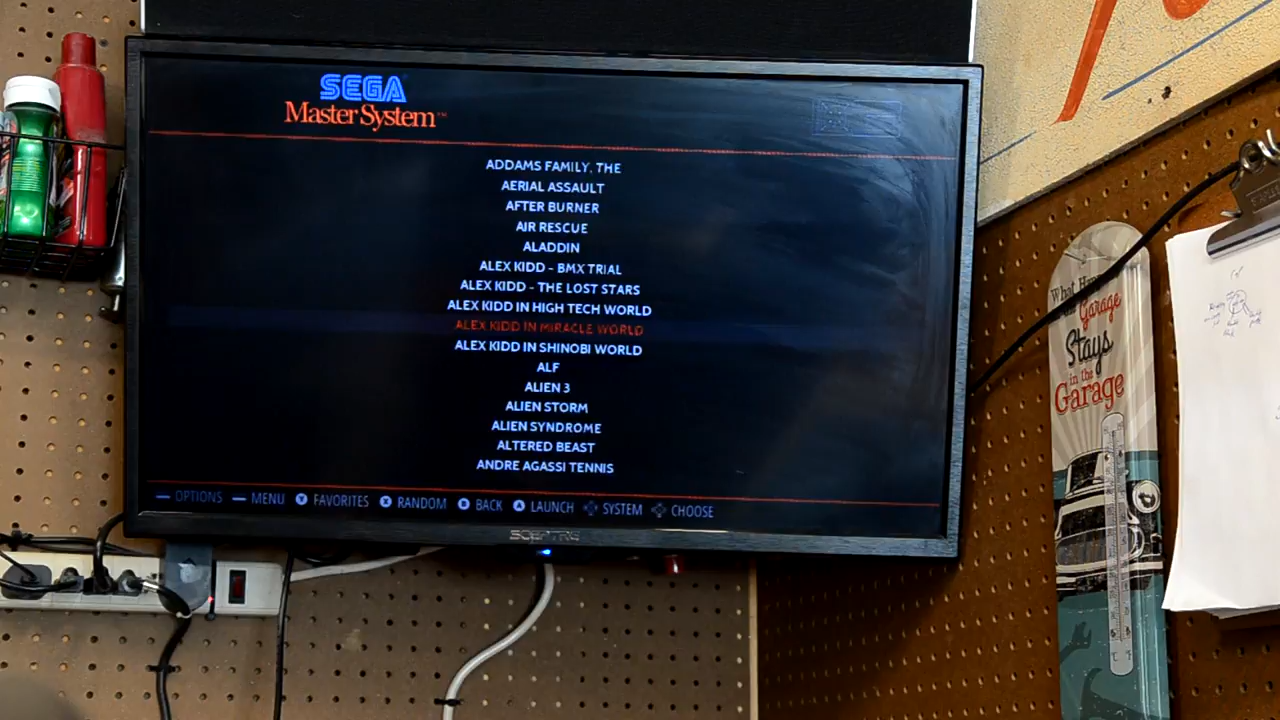 SEGA
Master System™
ADDAMS FAMILY, THE
AERIAL ASSAULT
AFTER BURNER
AIR RESCUE
ALADDIN
ALEX KIDD - BMX TRIAL
ALEX KIDD - THE LOST STARS
ALEX KIDD IN HIGH TECH WORLD
ALEX KIDD IN MIRACLE WORLD
ALEX KIDD IN SHINOBI WORLD
ALF
ALIEN 3
ALIEN STORM
ALIEN SYNDROME
ALTERED BEAST
ANDRE AGASSI TENNIS
OPTIONS MENU Y FAVORITES X RANDOM B BACK A LAUNCH SYSTEM CHOOSE
SCEPTRE
What
Garage
Stays
in the
Garage
°C °F